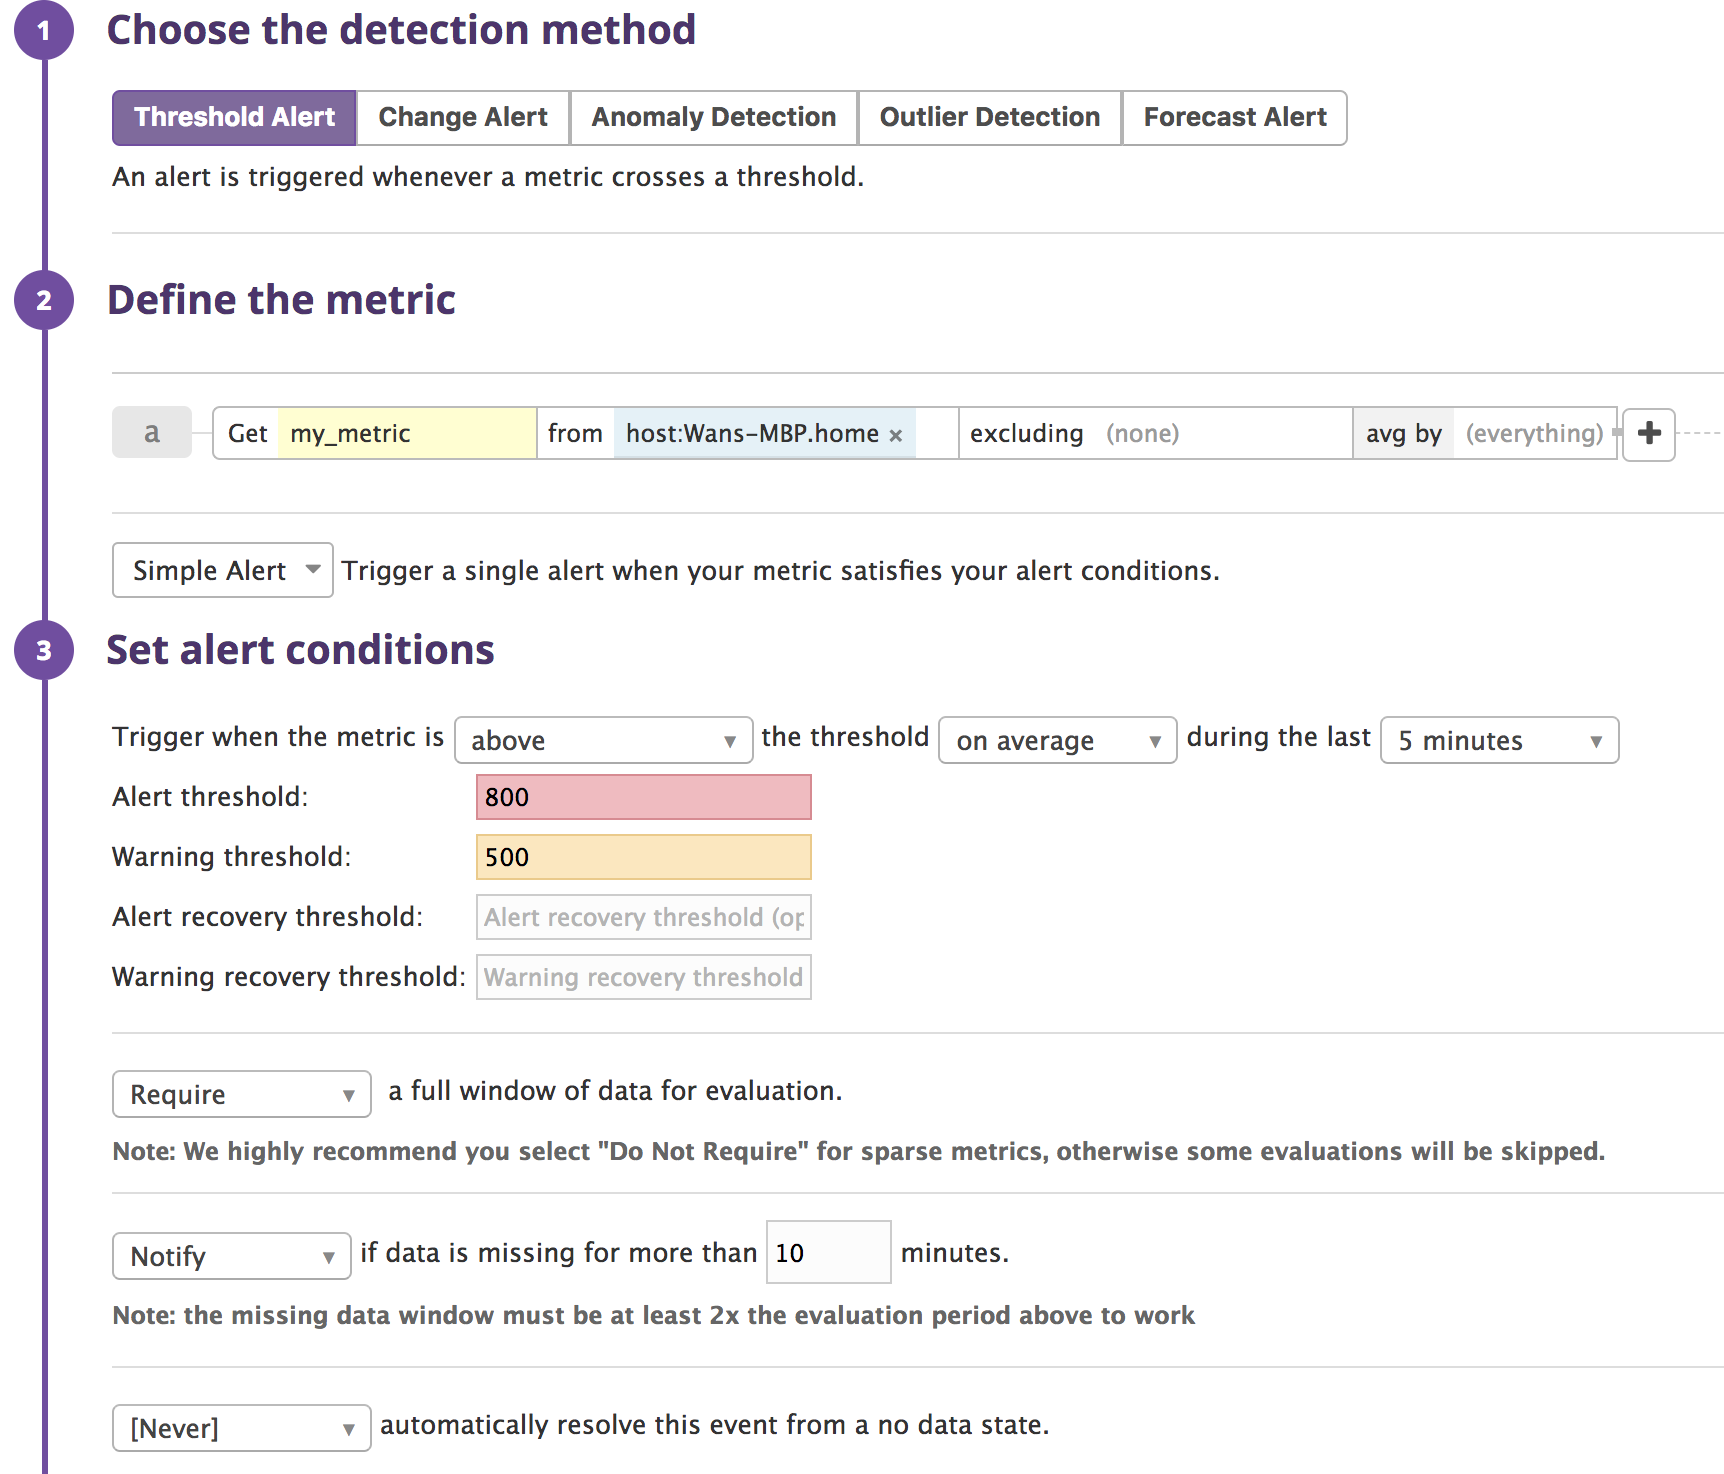 1 Choose the detection method
Threshold Alert Change Alert Anomaly Detection Outlier Detection Forecast Alert
An alert is triggered whenever a metric crosses a threshold.
2 Define the metric
a Get my_metric from host:Wans-MBP.home × excluding (none) avg by (everything) +
Simple Alert Trigger a single alert when your metric satisfies your alert conditions.
3 Set alert conditions
Trigger when the metric is above the threshold on average during the last 5 minutes
Alert threshold: 800
Warning threshold: 500
Alert recovery threshold: Alert recovery threshold (op
Warning recovery threshold: Warning recovery threshold
Require a full window of data for evaluation.
Note: We highly recommend you select "Do Not Require" for sparse metrics, otherwise some evaluations will be skipped.
Notify if data is missing for more than 10 minutes.
Note: the missing data window must be at least 2x the evaluation period above to work
[Never] automatically resolve this event from a no data state.